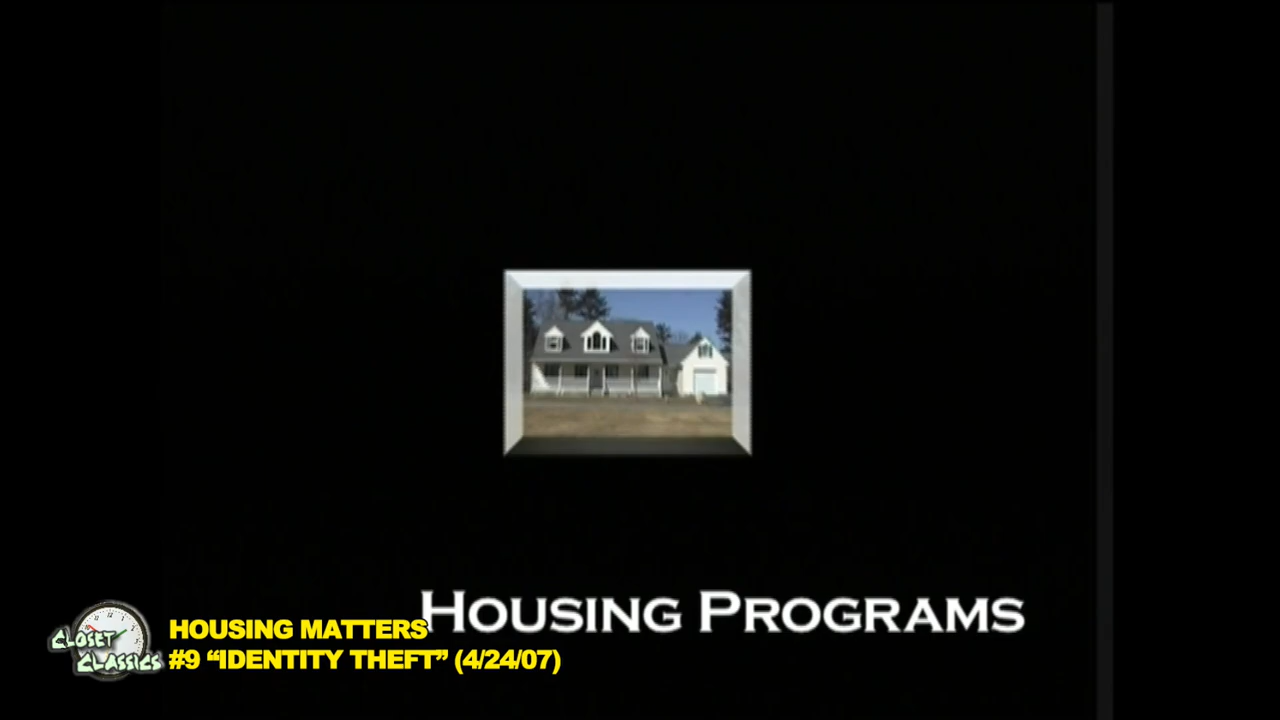 HOUSING PROGRAMS
CLOSET
CLASSICS
HOUSING MATTERS
#9 “IDENTITY THEFT” (4/24/07)